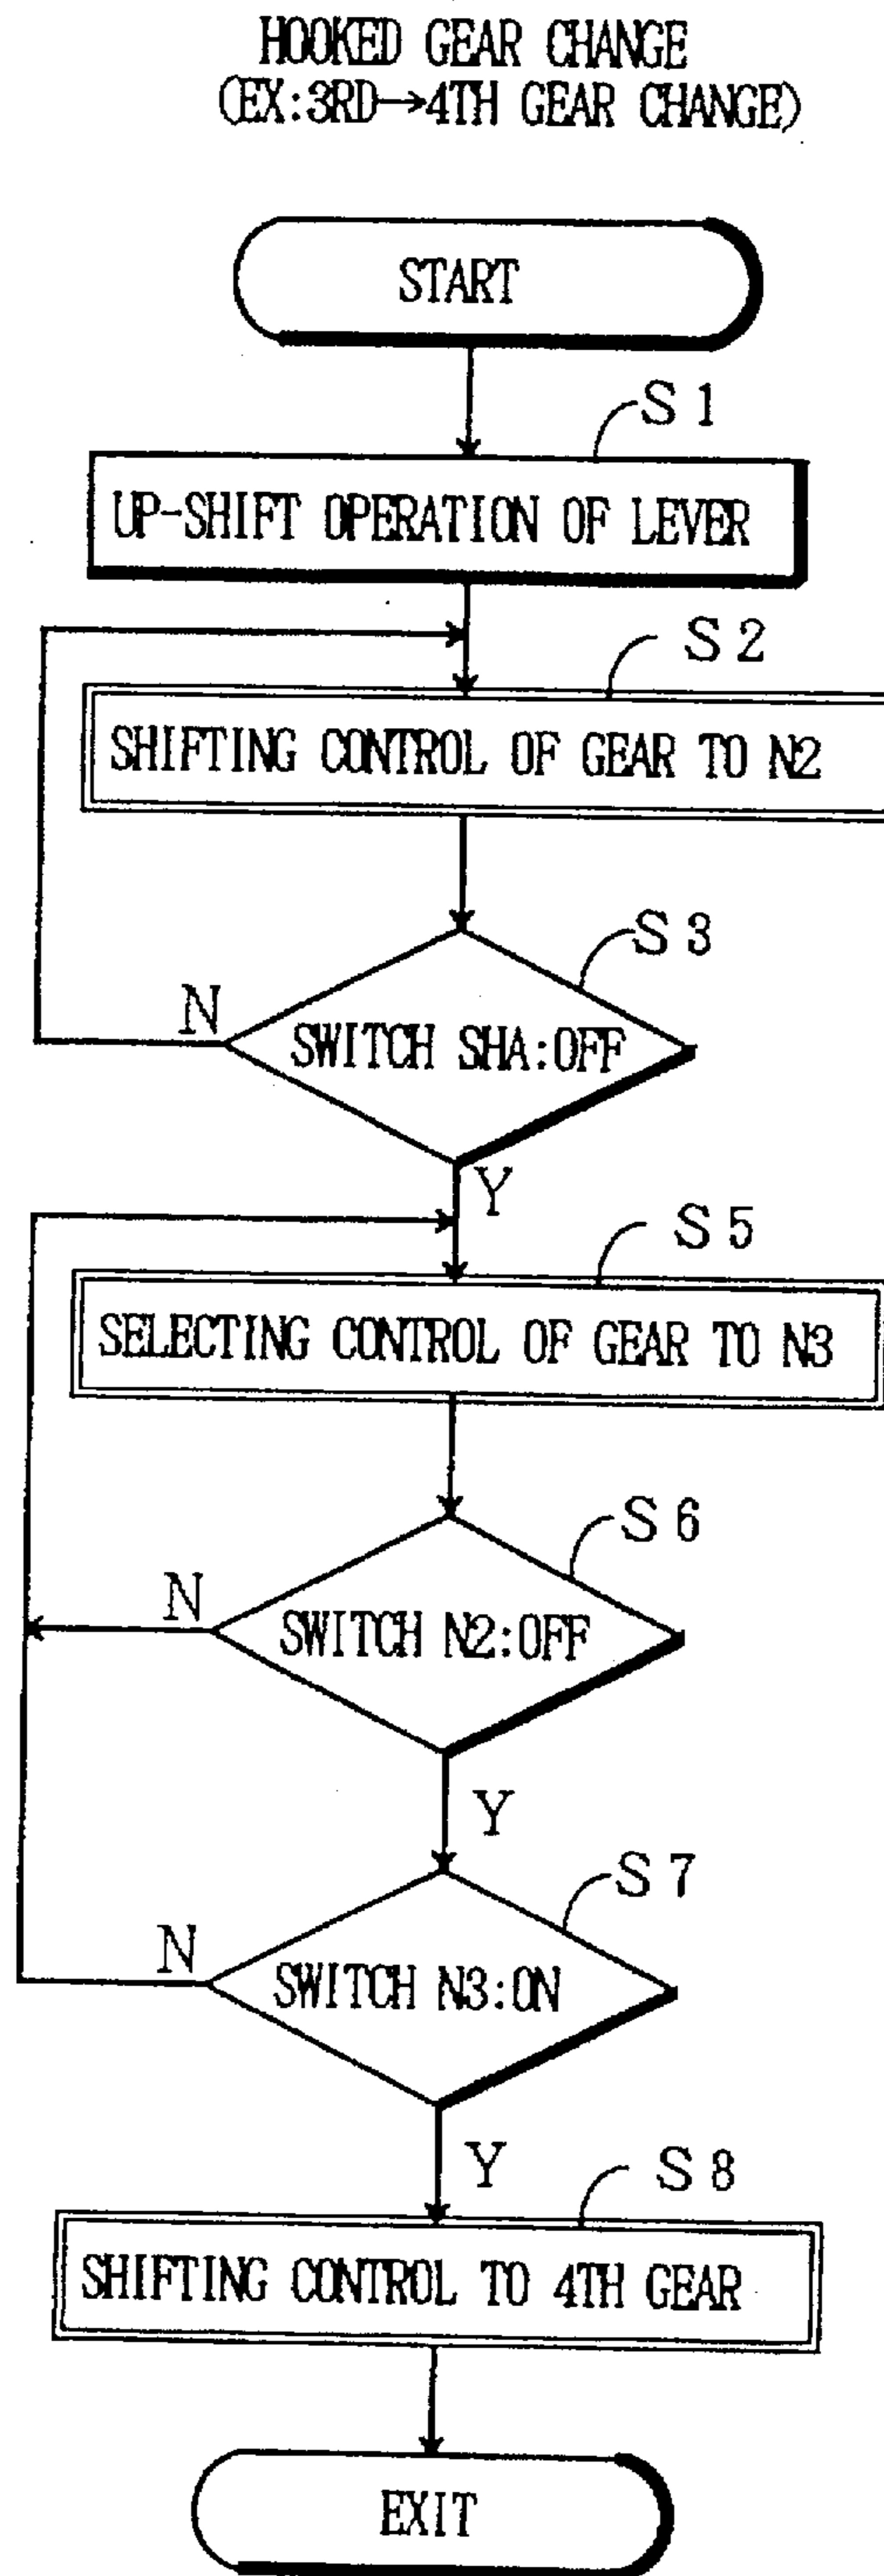 HOOKED GEAR CHANGE
(EX:3RD→4TH GEAR CHANGE)
START
S1
UP-SHIFT OPERATION OF LEVER
S2
SHIFTING CONTROL OF GEAR TO N2
S3
N
SWITCH SHA:OFF
Y
S5
SELECTING CONTROL OF GEAR TO N3
S6
N
SWITCH N2:OFF
Y
S7
N
SWITCH N3:ON
Y
S8
SHIFTING CONTROL TO 4TH GEAR
EXIT